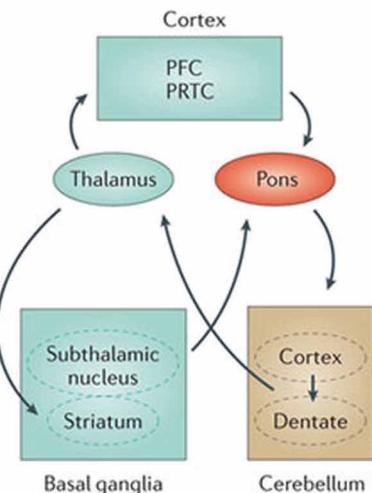 Cortex
PFC
PRTC
Thalamus
Pons
Subthalamic
nucleus
Striatum
Cortex
Dentate
Basal ganglia
Cerebellum